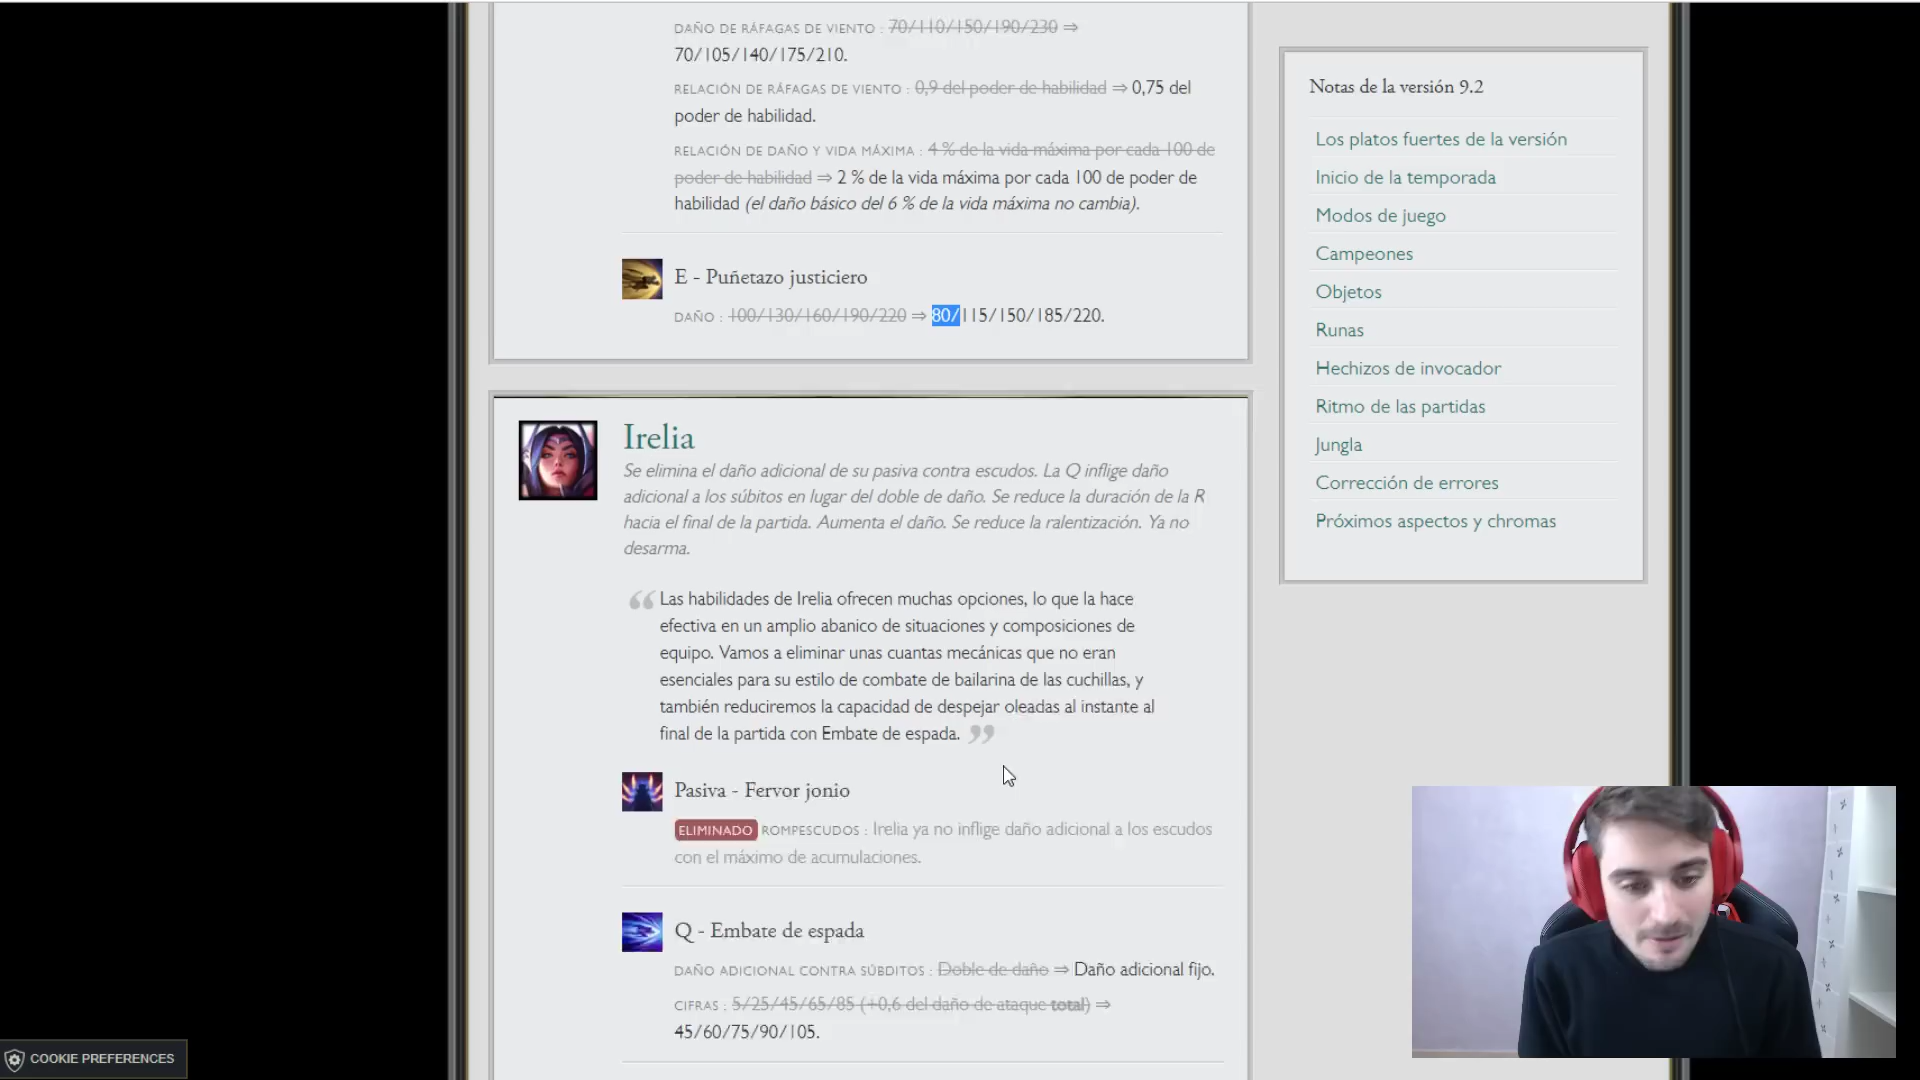 DAÑO DE RÁFAGAS DE VIENTO : 70/110/150/190/230 ⇒
70/105/140/175/210.
RELACIÓN DE RÁFAGAS DE VIENTO : 0,9 del poder de habilidad ⇒ 0,75 del
poder de habilidad.
RELACIÓN DE DAÑO Y VIDA MÁXIMA : 4 % de la vida máxima por cada 100 de
poder de habilidad ⇒ 2 % de la vida máxima por cada 100 de poder de
habilidad (el daño básico del 6 % de la vida máxima no cambia).
E - Puñetazo justiciero
DAÑO : 100/130/160/190/220 ⇒ 80/115/150/185/220.
Irelia
Se elimina el daño adicional de su pasiva contra escudos. La Q inflige daño
adicional a los súbitos en lugar del doble de daño. Se reduce la duración de la R
hacia el final de la partida. Aumenta el daño. Se reduce la ralentización. Ya no
desarma.
“ Las habilidades de Irelia ofrecen muchas opciones, lo que la hace
efectiva en un amplio abanico de situaciones y composiciones de
equipo. Vamos a eliminar unas cuantas mecánicas que no eran
esenciales para su estilo de combate de bailarina de las cuchillas, y
también reduciremos la capacidad de despejar oleadas al instante al
final de la partida con Embate de espada. ”
Pasiva - Fervor jonio
ELIMINADO ROMPESCUDOS : Irelia ya no inflige daño adicional a los escudos
con el máximo de acumulaciones.
Q - Embate de espada
DAÑO ADICIONAL CONTRA SÚBDITOS : Doble de daño ⇒ Daño adicional fijo.
CIFRAS : 5/25/45/65/85 (+0,6 del daño de ataque total) ⇒
45/60/75/90/105.
Notas de la versión 9.2
Los platos fuertes de la versión
Inicio de la temporada
Modos de juego
Campeones
Objetos
Runas
Hechizos de invocador
Ritmo de las partidas
Jungla
Corrección de errores
Próximos aspectos y chromas
COOKIE PREFERENCES